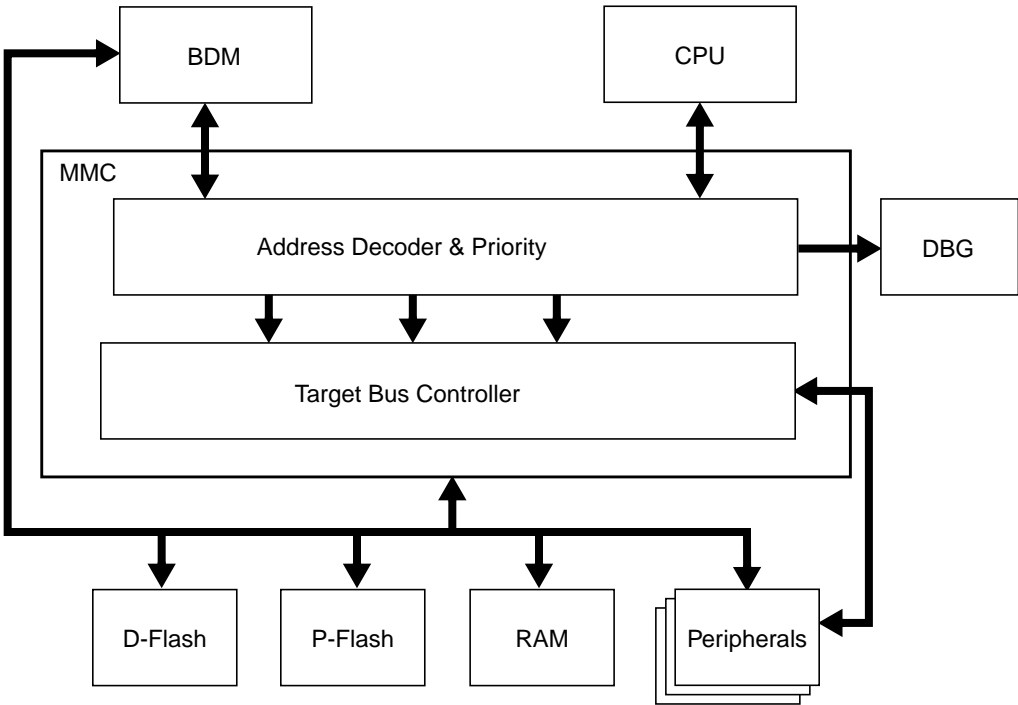 BDM
CPU
MMC
Address Decoder & Priority
DBG
Target Bus Controller
D-Flash
P-Flash
RAM
Peripherals